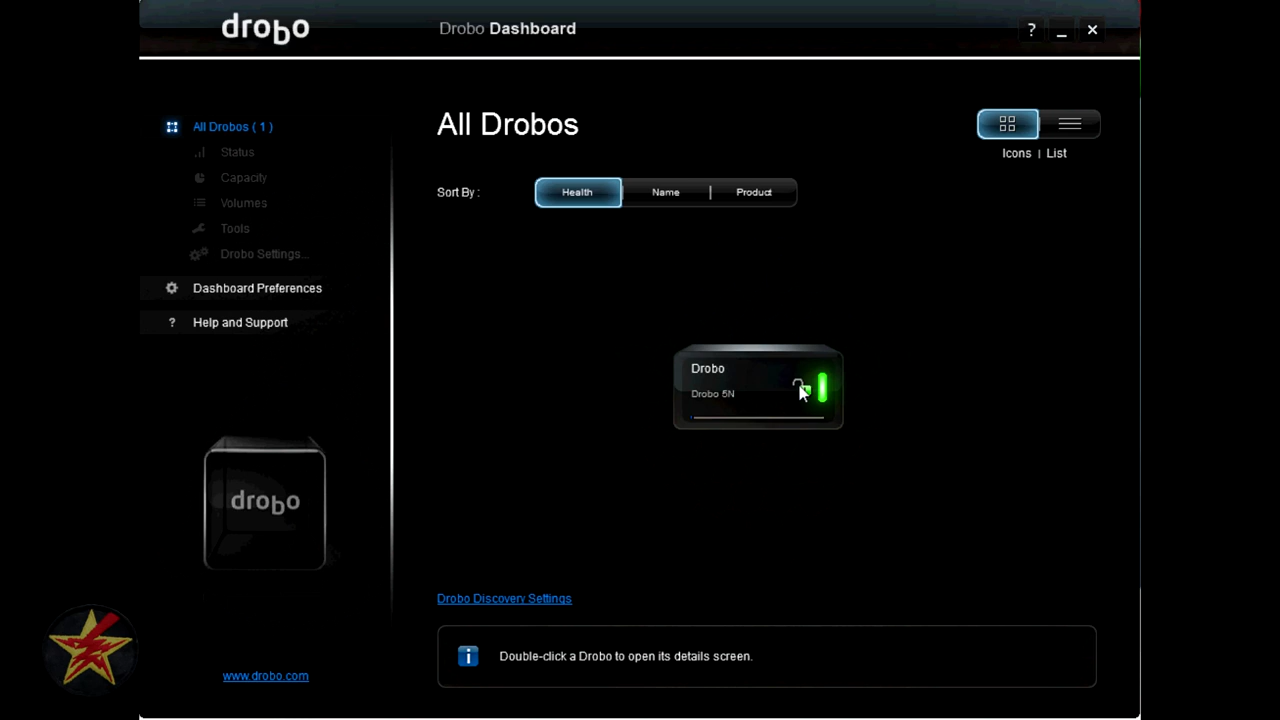 drobo
Drobo Dashboard
?
All Drobos ( 1 )
Status
Capacity
Volumes
Tools
Drobo Settings...
Dashboard Preferences
? Help and Support
drobo
www.drobo.com
All Drobos
Icons | List
Sort By :
Health | Name | Product
Drobo
Drobo 5N
Drobo Discovery Settings
i Double-click a Drobo to open its details screen.